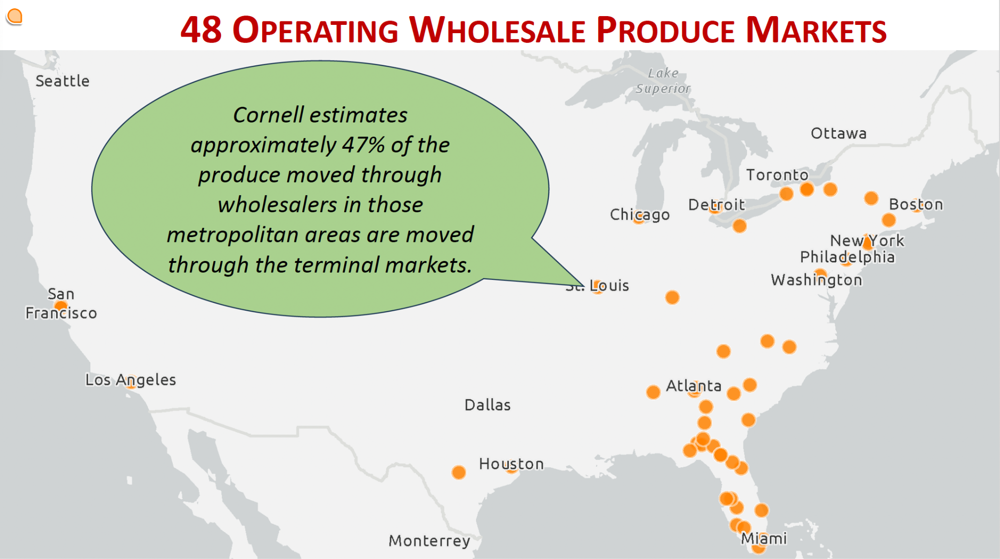 48 OPERATING WHOLESALE PRODUCE MARKETS
Seattle
Lake
Superior
Cornell estimates
approximately 47% of the
produce moved through
wholesalers in those
metropolitan areas are moved
through the terminal markets.
Ottawa
Toronto
Detroit
Boston
Chicago
New York
Philadelphia
Washington
St. Louis
San
Francisco
Los Angeles
Atlanta
Dallas
Houston
Miami
Monterrey